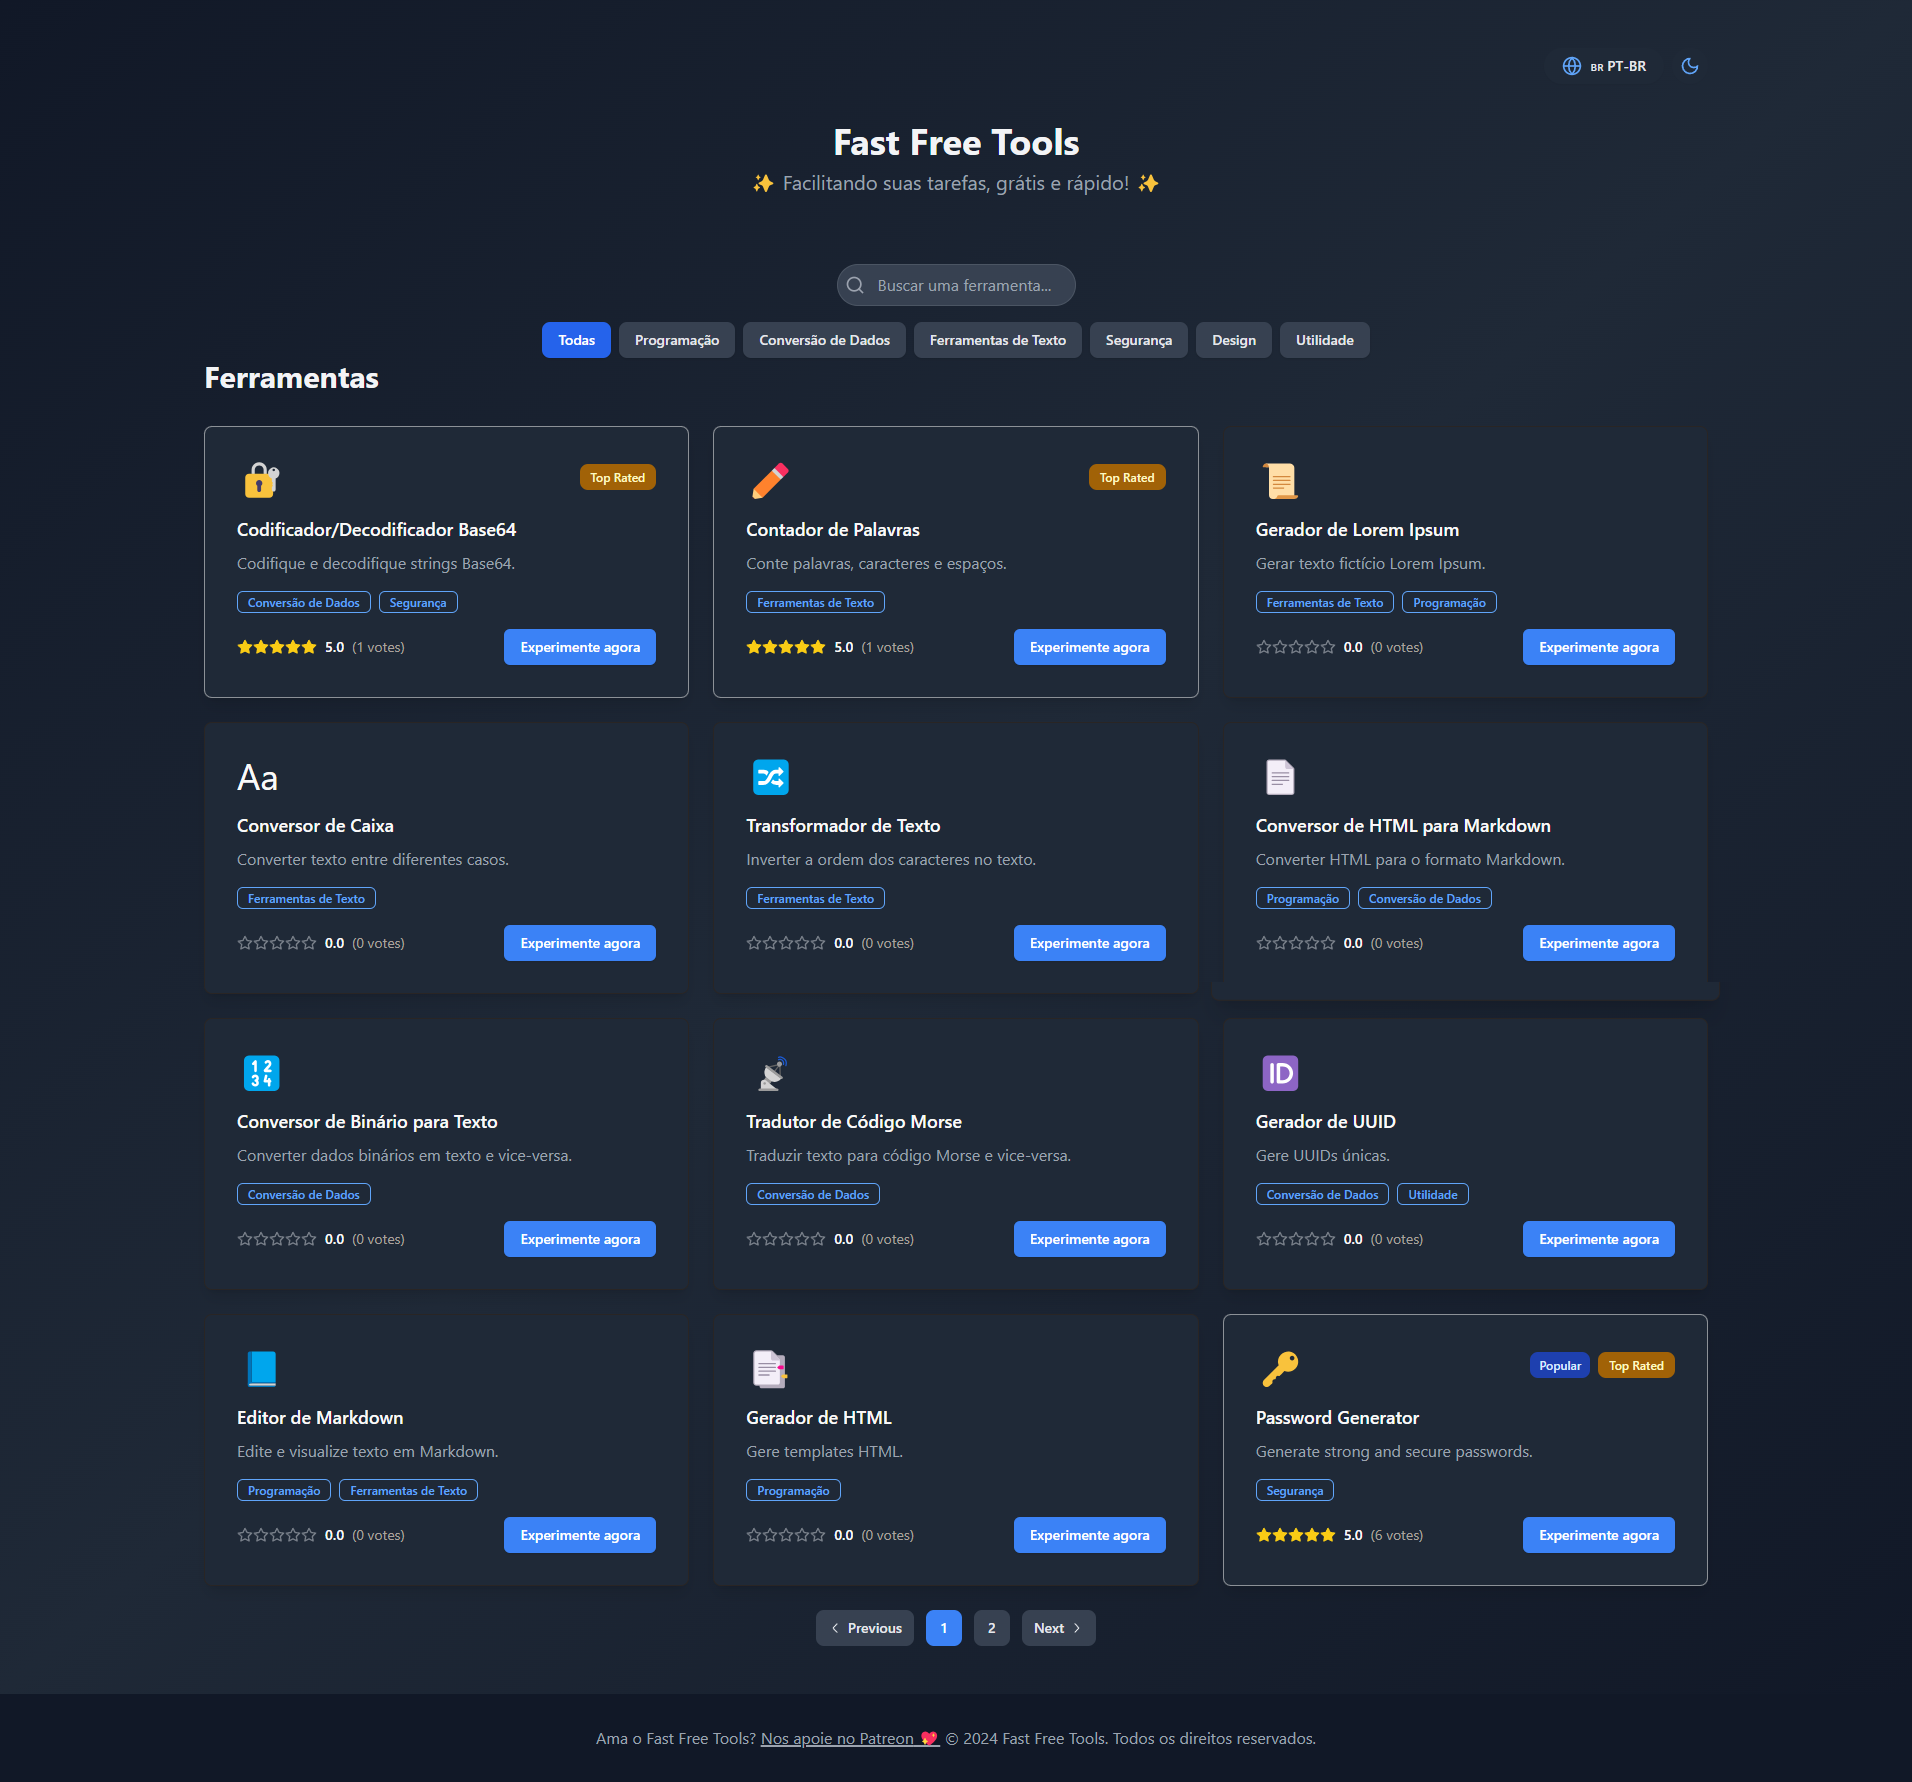 BR PT-BR
Fast Free Tools
✨ Facilitando suas tarefas, grátis e rápido! ✨
Buscar uma ferramenta...
Todas
Programação
Conversão de Dados
Ferramentas de Texto
Segurança
Design
Utilidade
Ferramentas
Top Rated
Codificador/Decodificador Base64
Codifique e decodifique strings Base64.
Conversão de Dados
Segurança
5.0 (1 votes)
Experimente agora
Top Rated
Contador de Palavras
Conte palavras, caracteres e espaços.
Ferramentas de Texto
5.0 (1 votes)
Experimente agora
Gerador de Lorem Ipsum
Gerar texto fictício Lorem Ipsum.
Ferramentas de Texto
Programação
0.0 (0 votes)
Experimente agora
Aa
Conversor de Caixa
Converter texto entre diferentes casos.
Ferramentas de Texto
0.0 (0 votes)
Experimente agora
Transformador de Texto
Inverter a ordem dos caracteres no texto.
Ferramentas de Texto
0.0 (0 votes)
Experimente agora
Conversor de HTML para Markdown
Converter HTML para o formato Markdown.
Programação
Conversão de Dados
0.0 (0 votes)
Experimente agora
12
34
Conversor de Binário para Texto
Converter dados binários em texto e vice-versa.
Conversão de Dados
0.0 (0 votes)
Experimente agora
Tradutor de Código Morse
Traduzir texto para código Morse e vice-versa.
Conversão de Dados
0.0 (0 votes)
Experimente agora
ID
Gerador de UUID
Gere UUIDs únicas.
Conversão de Dados
Utilidade
0.0 (0 votes)
Experimente agora
Editor de Markdown
Edite e visualize texto em Markdown.
Programação
Ferramentas de Texto
0.0 (0 votes)
Experimente agora
Gerador de HTML
Gere templates HTML.
Programação
0.0 (0 votes)
Experimente agora
Popular
Top Rated
Password Generator
Generate strong and secure passwords.
Segurança
5.0 (6 votes)
Experimente agora
Previous
1
2
Next
Ama o Fast Free Tools? Nos apoie no Patreon 💖 © 2024 Fast Free Tools. Todos os direitos reservados.